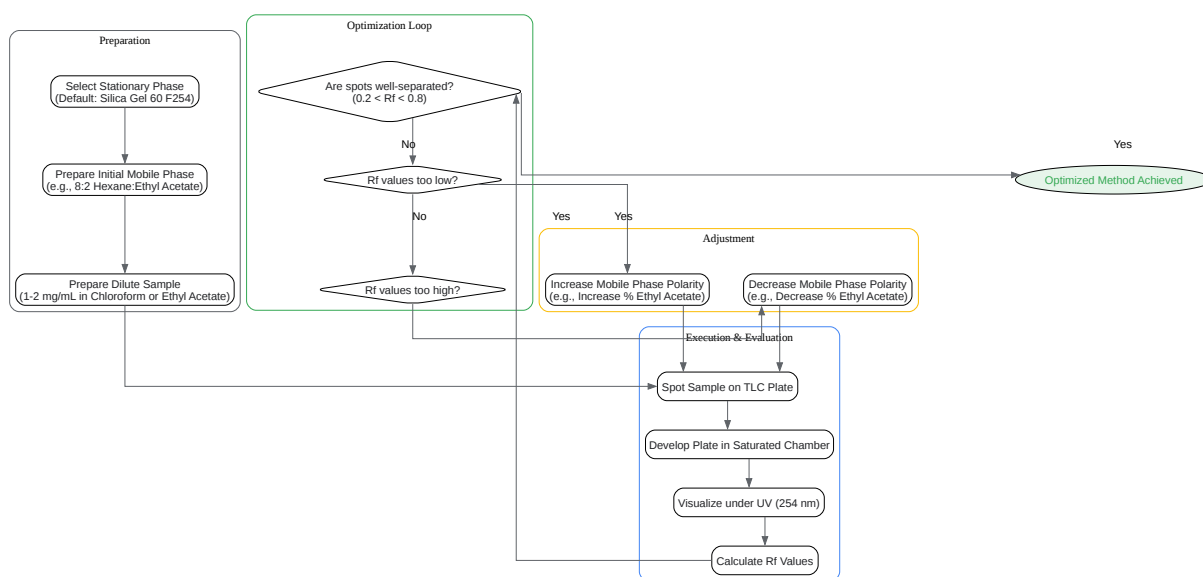 Preparation
Select Stationary Phase
(Default: Silica Gel 60 F254)
Prepare Initial Mobile Phase
(e.g., 8:2 Hexane:Ethyl Acetate)
Prepare Dilute Sample
(1-2 mg/mL in Chloroform or Ethyl Acetate)
Optimization Loop
Are spots well-separated?
(0.2 < Rf < 0.8)
No
Rf values too low?
No
Rf values too high?
Yes
Yes
Yes
Optimized Method Achieved
Adjustment
Increase Mobile Phase Polarity
(e.g., Increase % Ethyl Acetate)
Decrease Mobile Phase Polarity
(e.g., Decrease % Ethyl Acetate)
Execution & Evaluation
Spot Sample on TLC Plate
Develop Plate in Saturated Chamber
Visualize under UV (254 nm)
Calculate Rf Values